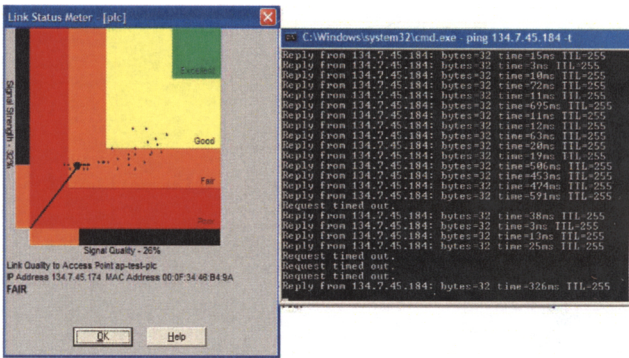 Link Status Meter - [plc]
Excellent
Good
Fair
Poor
Signal Strength - 32%
Signal Quality - 26%
Link Quality to Access Point ap-test-plc
IP Address 134.7.45.174 MAC Address 00:0F:34:46:B4:9A
FAIR
OK
Help
C:\Windows\system32\cmd.exe - ping 134.7.45.184 -t
Reply from 134.7.45.184: bytes=32 time=15ms TTL=255
Reply from 134.7.45.184: bytes=32 time=3ms TTL=255
Reply from 134.7.45.184: bytes=32 time=10ms TTL=255
Reply from 134.7.45.184: bytes=32 time=72ms TTL=255
Reply from 134.7.45.184: bytes=32 time=11ms TTL=255
Reply from 134.7.45.184: bytes=32 time=695ms TTL=255
Reply from 134.7.45.184: bytes=32 time=11ms TTL=255
Reply from 134.7.45.184: bytes=32 time=12ms TTL=255
Reply from 134.7.45.184: bytes=32 time=63ms TTL=255
Reply from 134.7.45.184: bytes=32 time=20ms TTL=255
Reply from 134.7.45.184: bytes=32 time=19ms TTL=255
Reply from 134.7.45.184: bytes=32 time=506ms TTL=255
Reply from 134.7.45.184: bytes=32 time=453ms TTL=255
Reply from 134.7.45.184: bytes=32 time=474ms TTL=255
Reply from 134.7.45.184: bytes=32 time=591ms TTL=255
Request timed out.
Reply from 134.7.45.184: bytes=32 time=38ms TTL=255
Reply from 134.7.45.184: bytes=32 time=3ms TTL=255
Reply from 134.7.45.184: bytes=32 time=13ms TTL=255
Reply from 134.7.45.184: bytes=32 time=25ms TTL=255
Request timed out.
Request timed out.
Request timed out.
Reply from 134.7.45.184: bytes=32 time=326ms TTL=255